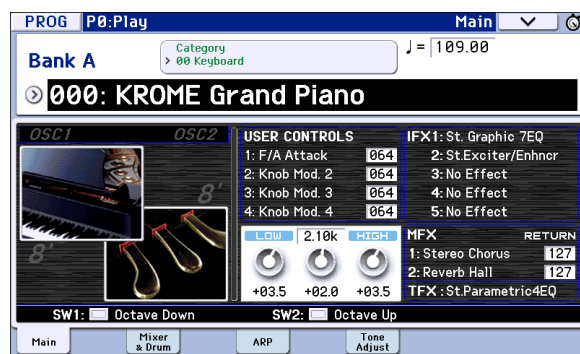 PROG P0:Play Main
Bank A
Category
> 00 Keyboard
♩= 109.00
000: KROME Grand Piano
OSC1 OSC2
8'
8'
USER CONTROLS
1: F/A Attack 064
2: Knob Mod. 2 064
3: Knob Mod. 3 064
4: Knob Mod. 4 064
LOW 2.10k HIGH
+03.5 +02.0 +03.5
IFX1: St. Graphic 7EQ
2: St.Exciter/Enhncr
3: No Effect
4: No Effect
5: No Effect
MFX RETURN
1: Stereo Chorus 127
2: Reverb Hall 127
TFX :St.Parametric4EQ
SW1: Octave Down SW2: Octave Up
Main
Mixer
& Drum
ARP
Tone
Adjust